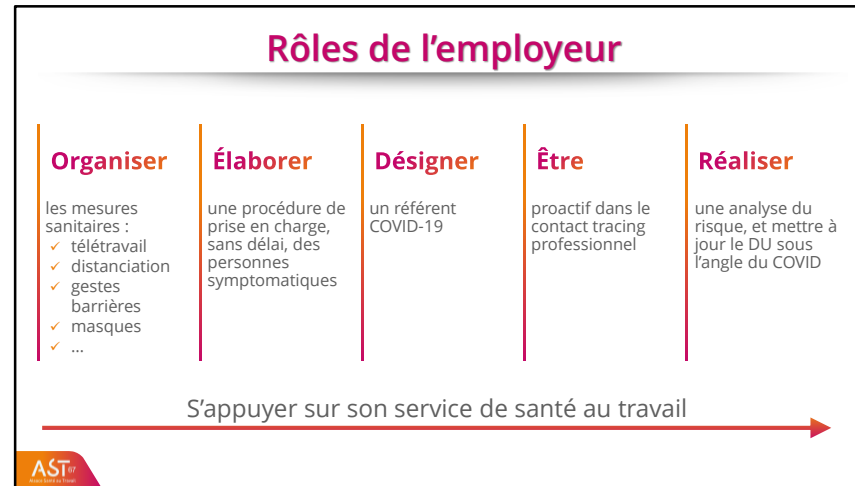 Rôles de l’employeur
Organiser
les mesures
sanitaires :
✓ télétravail
✓ distanciation
✓ gestes
barrières
✓ masques
✓ ...
Élaborer
une procédure de
prise en charge,
sans délai, des
personnes
symptomatiques
Désigner
un référent
COVID-19
Être
proactif dans le
contact tracing
professionnel
Réaliser
une analyse du
risque, et mettre à
jour le DU sous
l’angle du COVID
S’appuyer sur son service de santé au travail
AST67